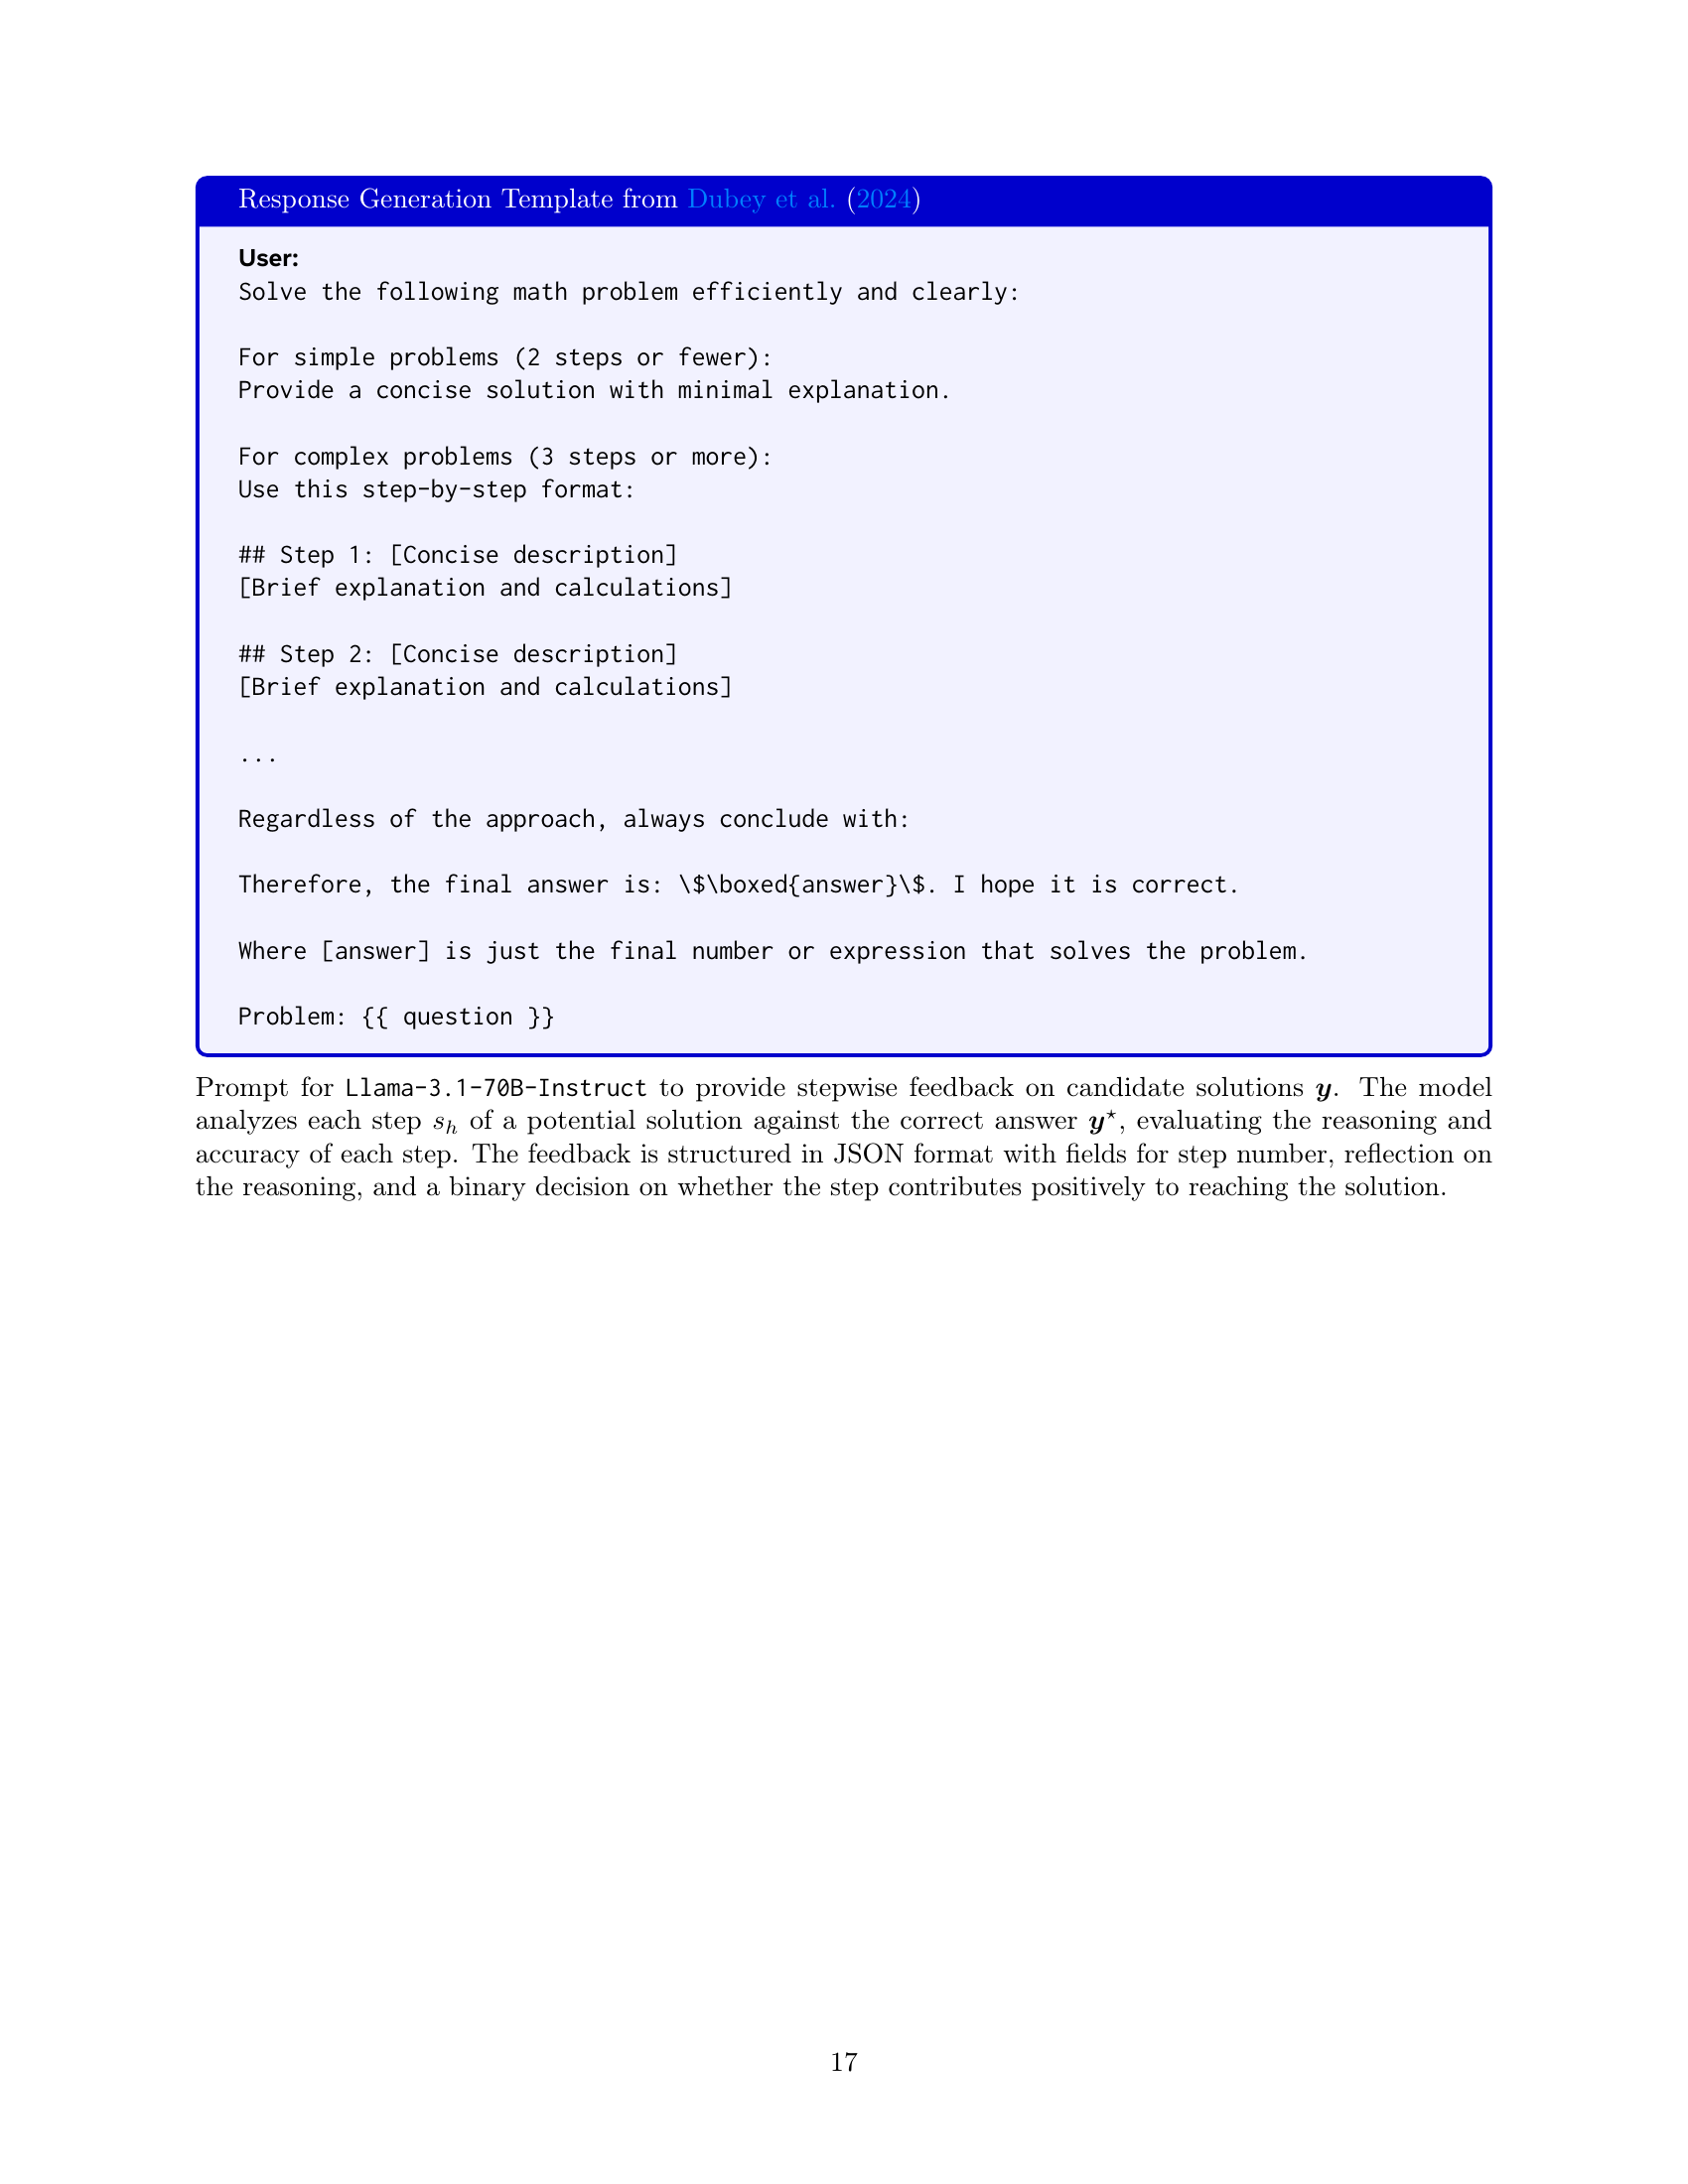 Response Generation Template from Dubey et al. (2024)
User:
Solve the following math problem efficiently and clearly:
For simple problems (2 steps or fewer):
Provide a concise solution with minimal explanation.
For complex problems (3 steps or more):
Use this step-by-step format:
## Step 1: [Concise description]
[Brief explanation and calculations]
## Step 2: [Concise description]
[Brief explanation and calculations]
...
Regardless of the approach, always conclude with:
Therefore, the final answer is: \$\boxed{answer}\$. I hope it is correct.
Where [answer] is just the final number or expression that solves the problem.
Problem: {{ question }}
Prompt for Llama-3.1-70B-Instruct to provide stepwise feedback on candidate solutions y. The model
analyzes each step s_h of a potential solution against the correct answer y⋆, evaluating the reasoning and
accuracy of each step. The feedback is structured in JSON format with fields for step number, reflection on
the reasoning, and a binary decision on whether the step contributes positively to reaching the solution.
17